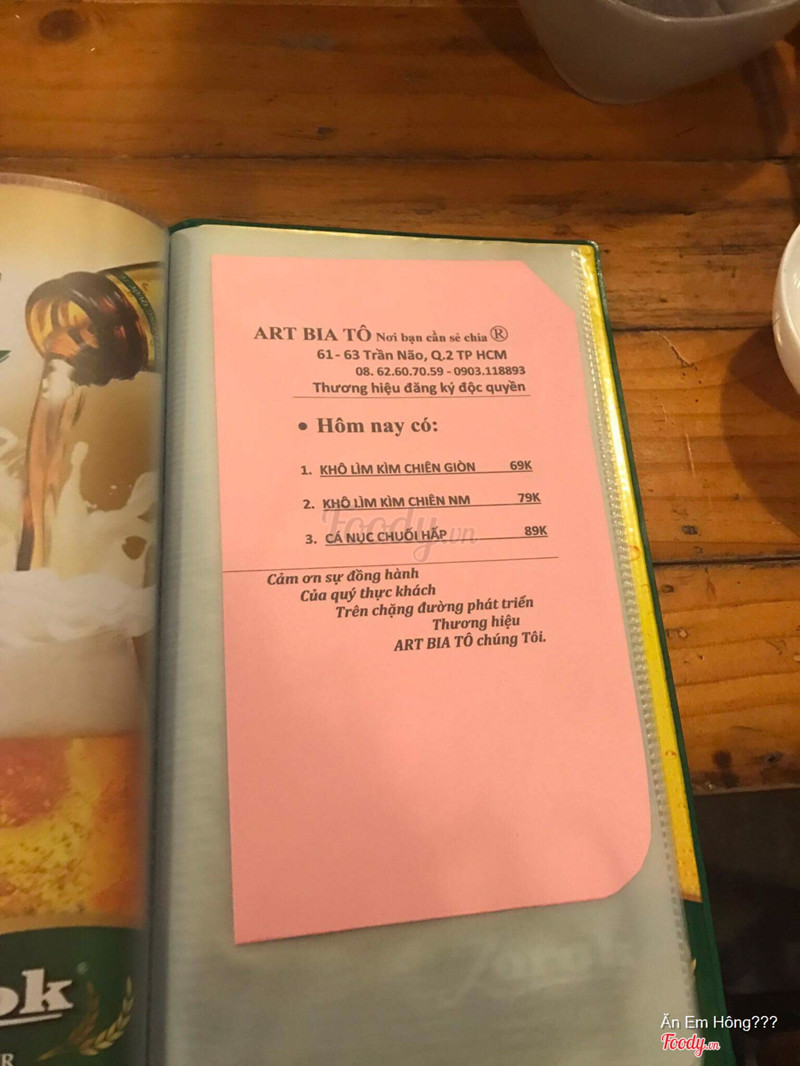 ART BIA TÔ Nơi bạn cần sẻ chia ®
61 - 63 Trần Não, Q.2 TP HCM
08. 62.60.70.59 - 0903.118893
Thương hiệu đăng ký độc quyền
• Hôm nay có:
1. KHÔ LÌM KÌM CHIÊN GIÒN 69K
2. KHÔ LÌM KÌM CHIÊN NM 79K
3. CÁ NỤC CHUỐI HẤP 89K
Foody.vn
Cảm ơn sự đồng hành
Của quý thực khách
Trên chặng đường phát triển
Thương hiệu
ART BIA TÔ chúng Tôi.
ok
R
Ăn Em Hông???
Foody.vn